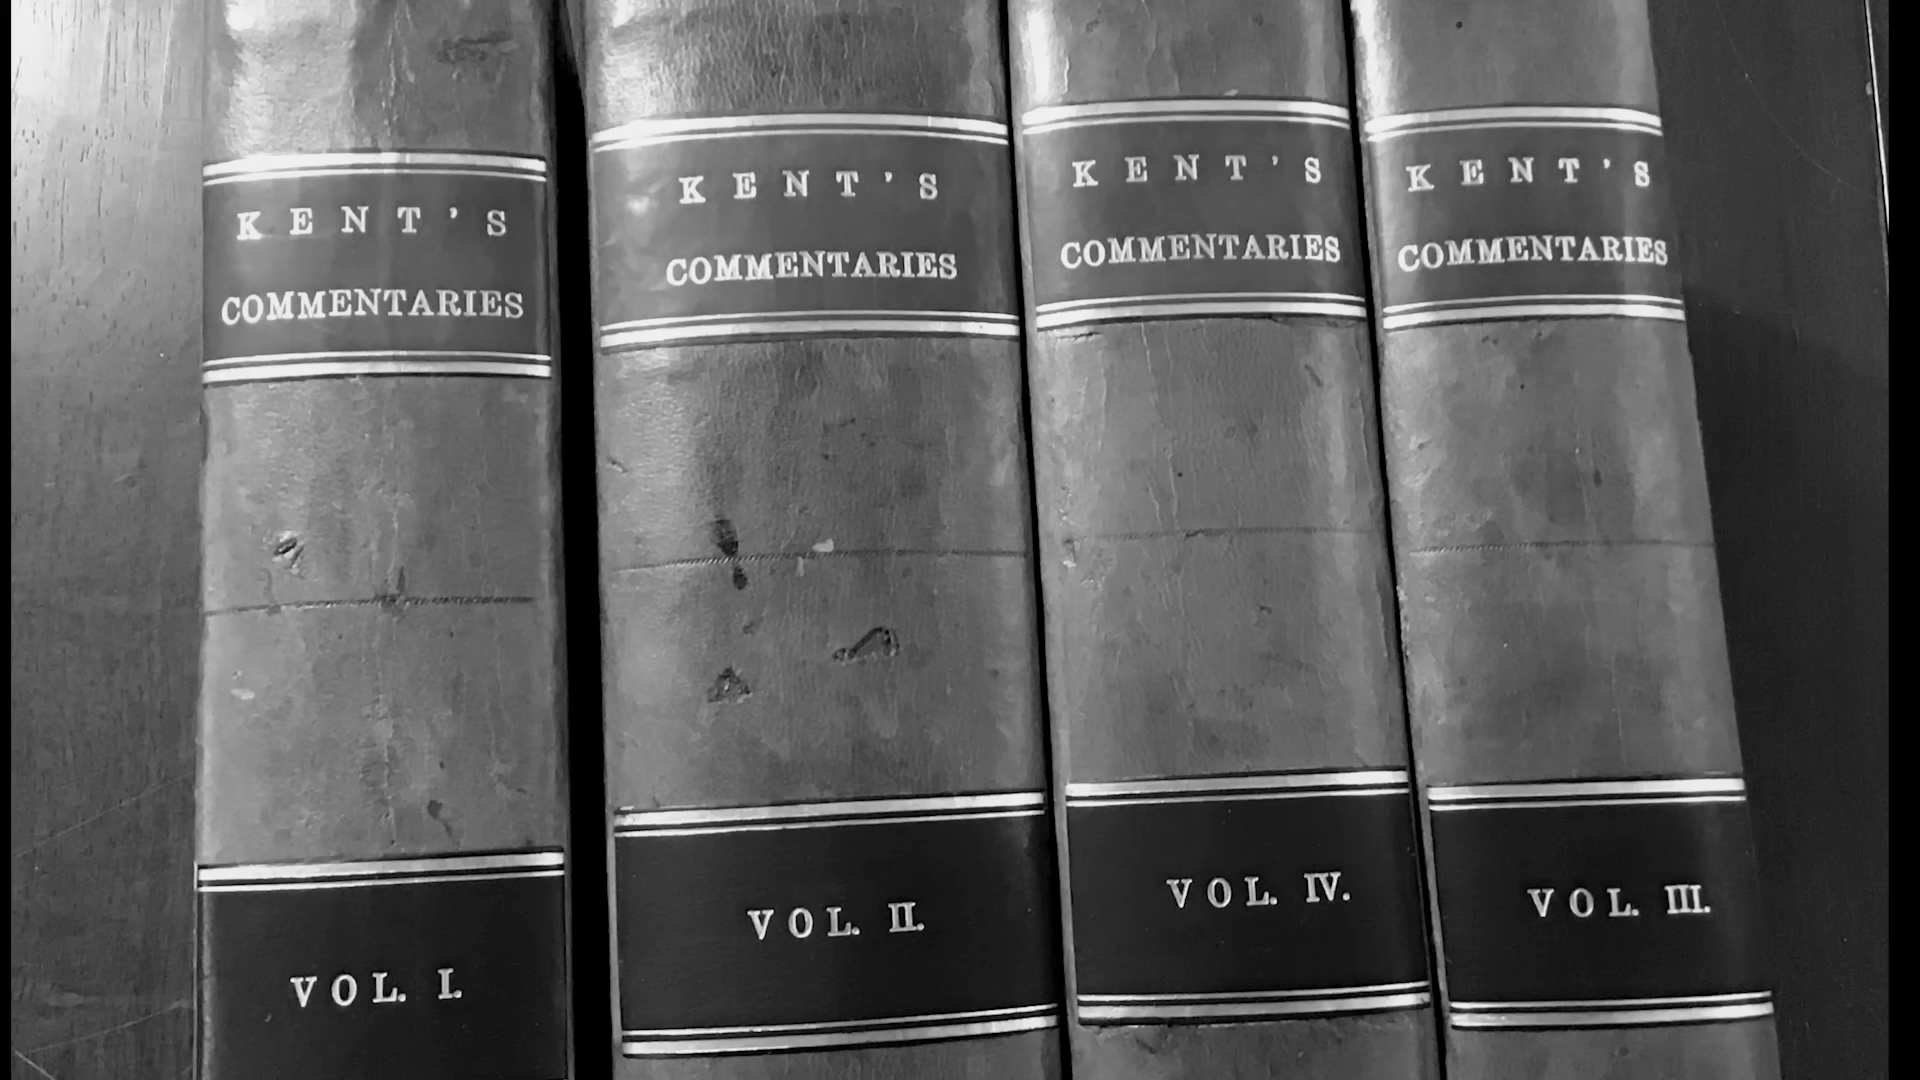 KENT'S
COMMENTARIES
VOL. I.
KENT'S
COMMENTARIES
VOL. II.
KENT'S
COMMENTARIES
VOL. IV.
KENT'S
COMMENTARIES
VOL. III.